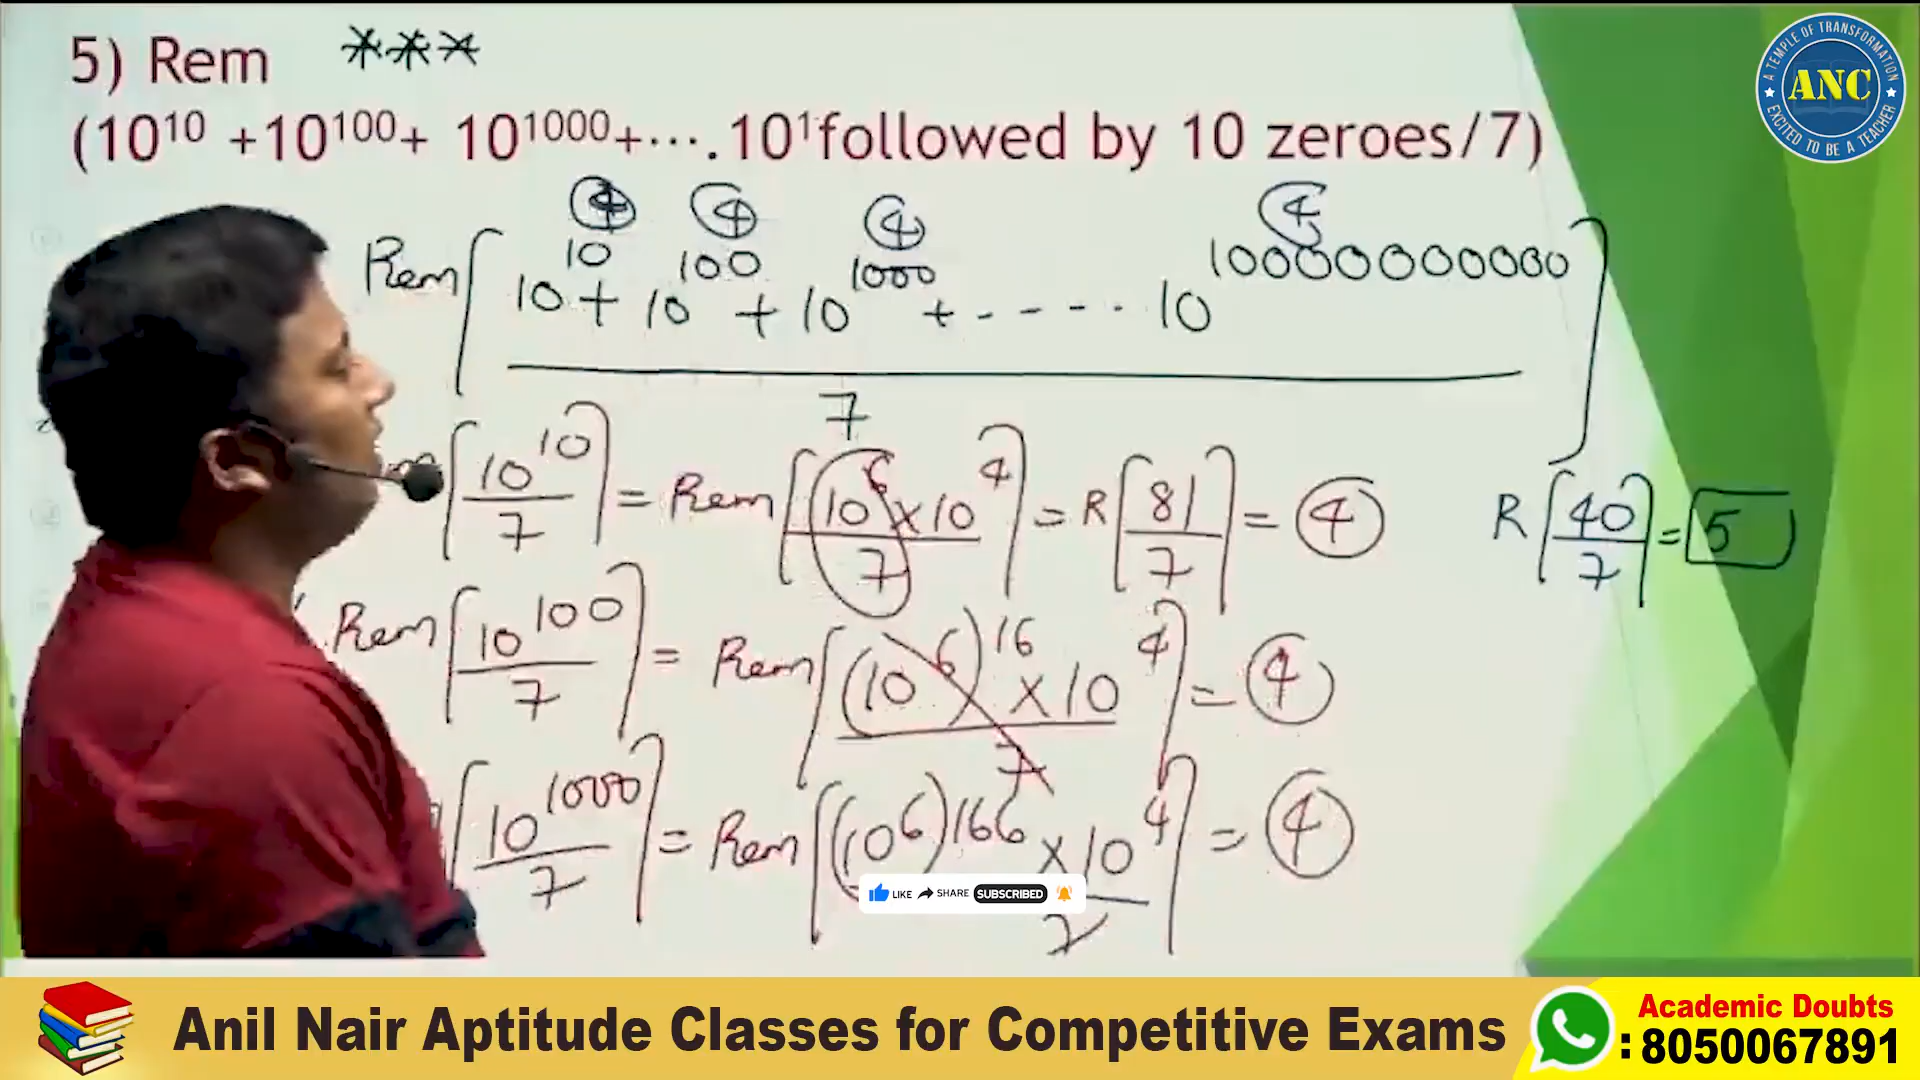 5) Rem ***
(10¹⁰ +10¹⁰⁰+ 10¹⁰⁰⁰+⋯.10¹followed by 10 zeroes/7)
A TEMPLE OF TRANSFORMATION
ANC
EXCITED TO BE A TEACHER
4 4 4 4
Rem[10¹⁰ + 10¹⁰⁰ + 10¹⁰⁰⁰ + - - - - 10¹⁰⁰⁰⁰⁰⁰⁰⁰⁰⁰]
7
[10¹⁰/7] = Rem[10⁶×10⁴/7] = R[81/7] = 4
R[40/7] = 5
Rem[10¹⁰⁰/7] = Rem[(10⁶)¹⁶ × 10⁴/7] = 4
[10¹⁰⁰⁰/7] = Rem[(10⁶)¹⁶⁶ × 10⁴/7] = 4
LIKE SHARE SUBSCRIBED
Anil Nair Aptitude Classes for Competitive Exams
Academic Doubts
: 8050067891